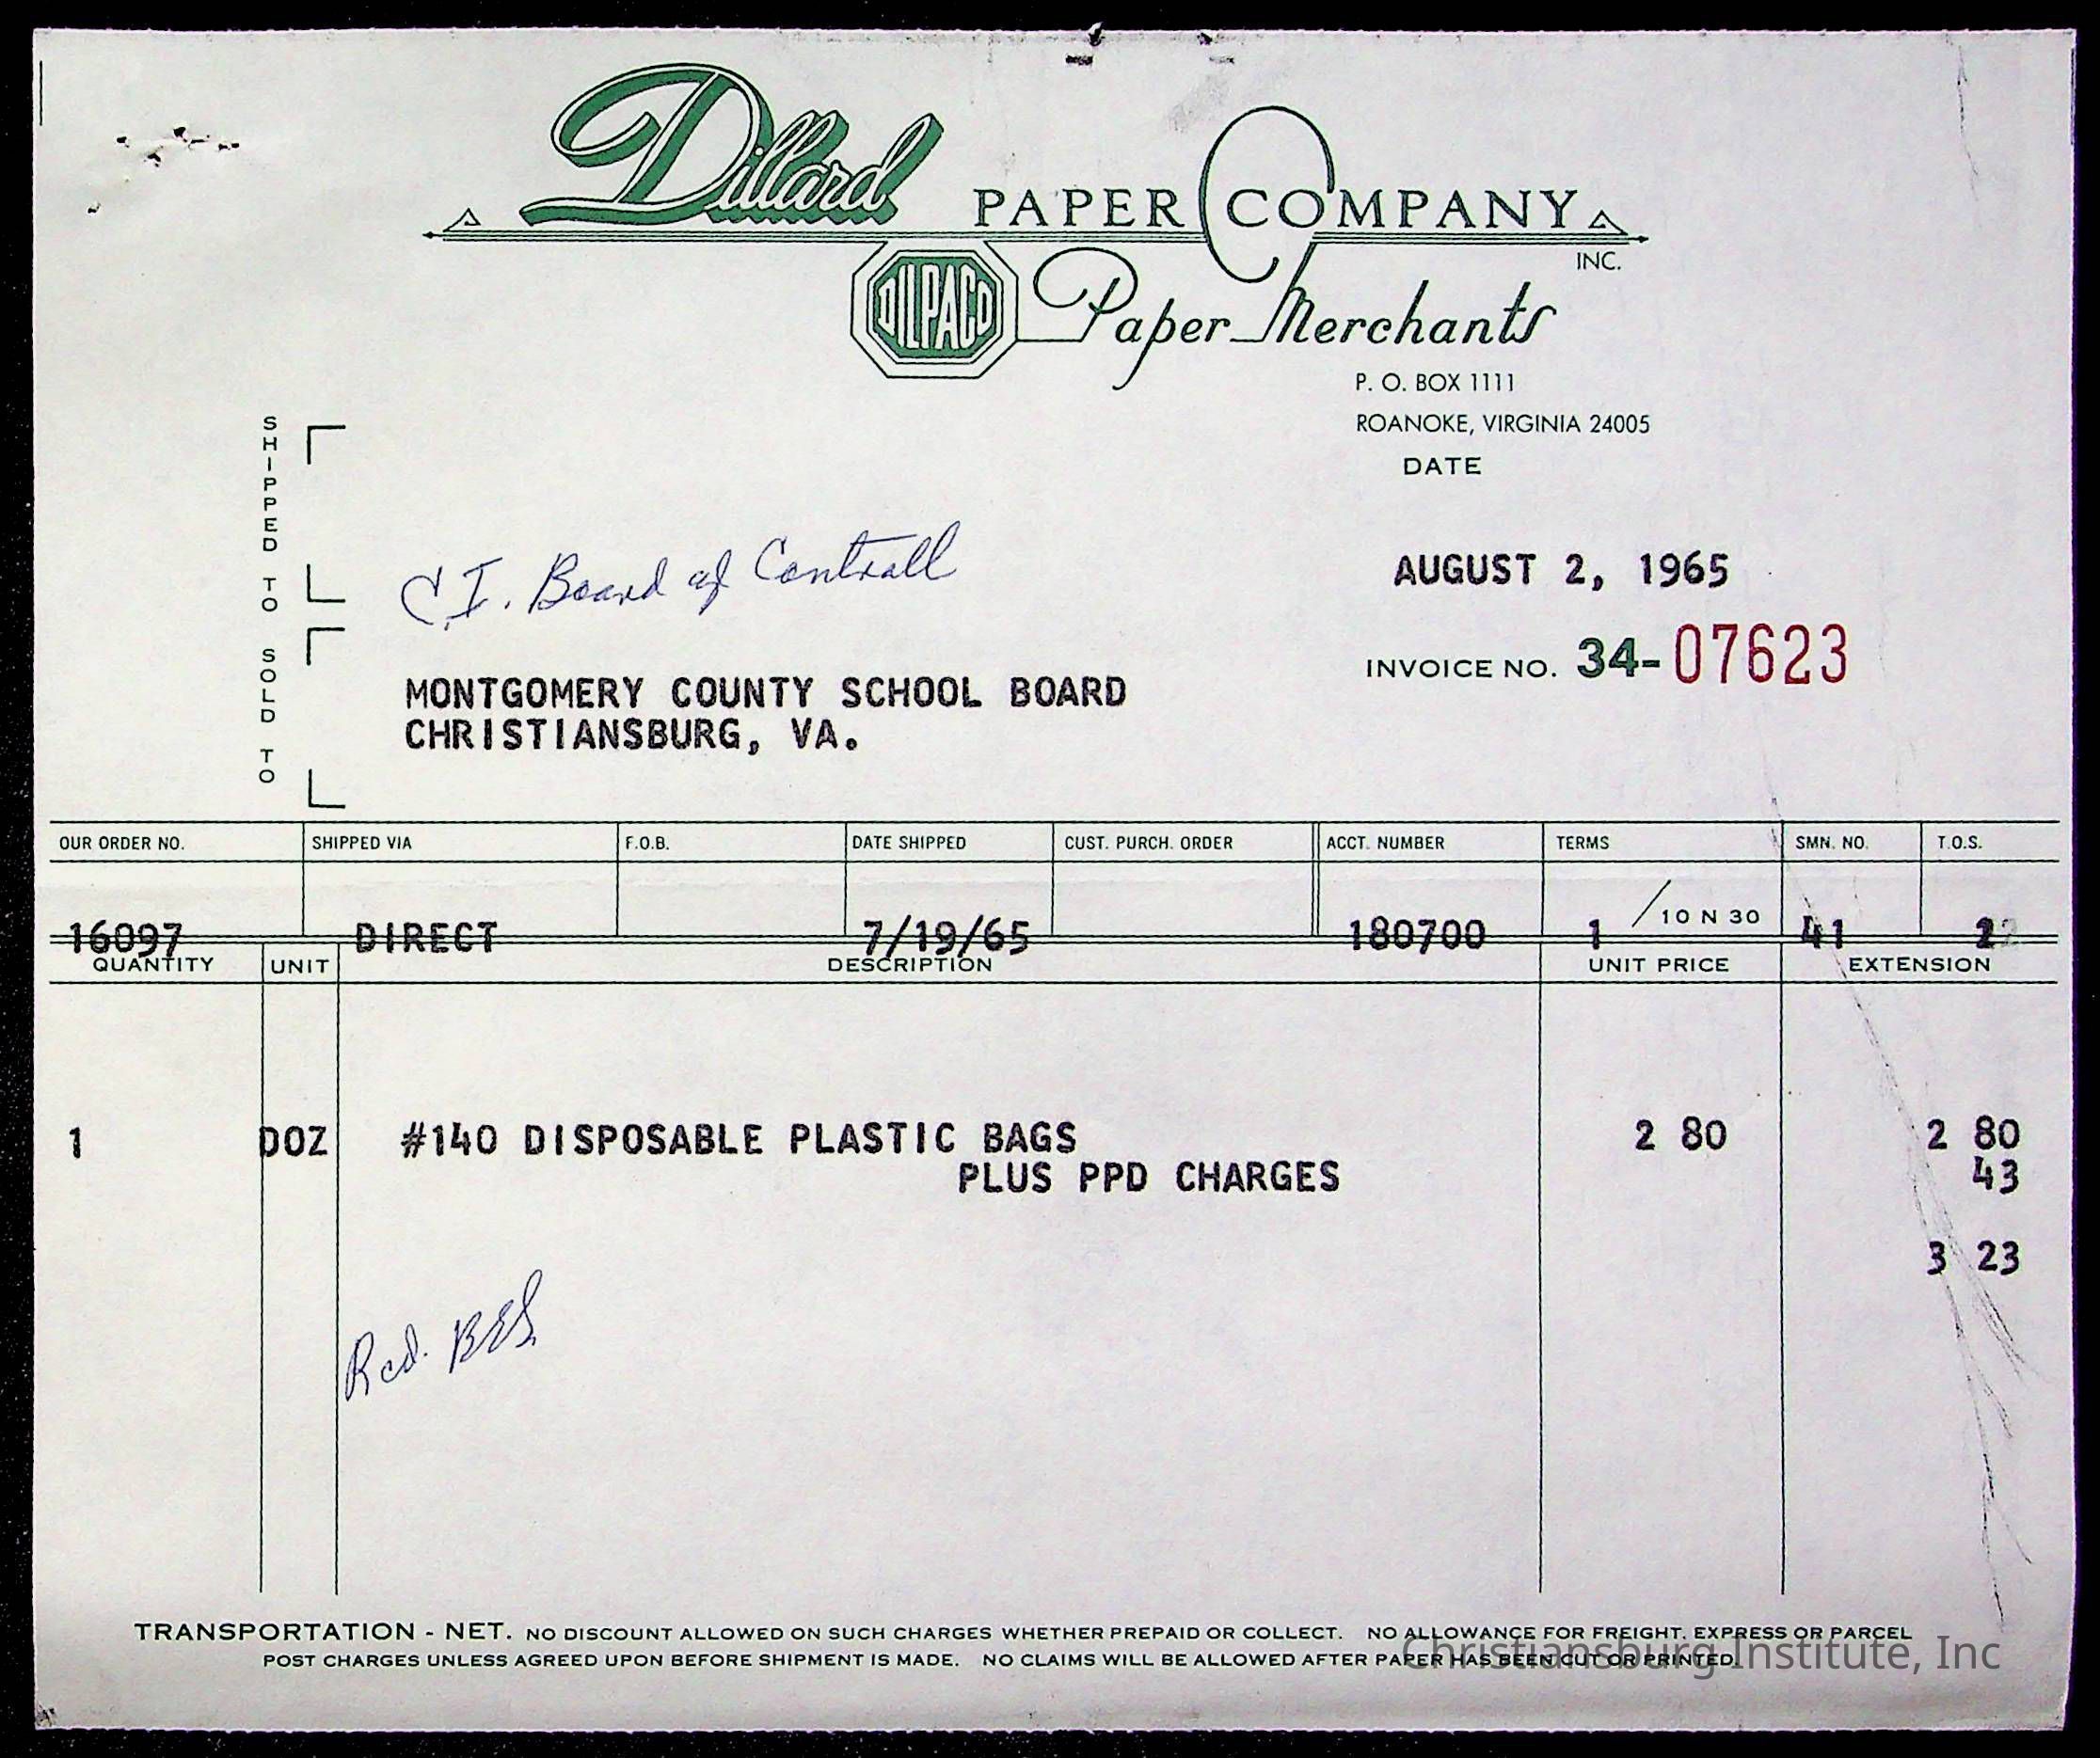 Dillard PAPER COMPANY
INC.
DILPACO Paper Merchants
P. O. BOX 1111
ROANOKE, VIRGINIA 24005
DATE
SHIPPED TO
C.I. Board of Controll
AUGUST 2, 1965
INVOICE NO. 34-07623
SOLD TO
MONTGOMERY COUNTY SCHOOL BOARD
CHRISTIANSBURG, VA.
OUR ORDER NO. SHIPPED VIA F.O.B. DATE SHIPPED CUST. PURCH. ORDER ACCT. NUMBER TERMS SMN. NO. T.O.S.
16097 DIRECT 7/19/65 180700 1 /10 N 30 41
QUANTITY UNIT DESCRIPTION UNIT PRICE EXTENSION
1 DOZ #140 DISPOSABLE PLASTIC BAGS 2 80 2 80
PLUS PPD CHARGES 43
3 23
Rcd.
TRANSPORTATION - NET. NO DISCOUNT ALLOWED ON SUCH CHARGES WHETHER PREPAID OR COLLECT. NO ALLOWANCE FOR FREIGHT. EXPRESS OR PARCEL
POST CHARGES UNLESS AGREED UPON BEFORE SHIPMENT IS MADE. NO CLAIMS WILL BE ALLOWED AFTER PAPER HAS BEEN CUT OR PRINTED.
Christiansburg Institute, Inc